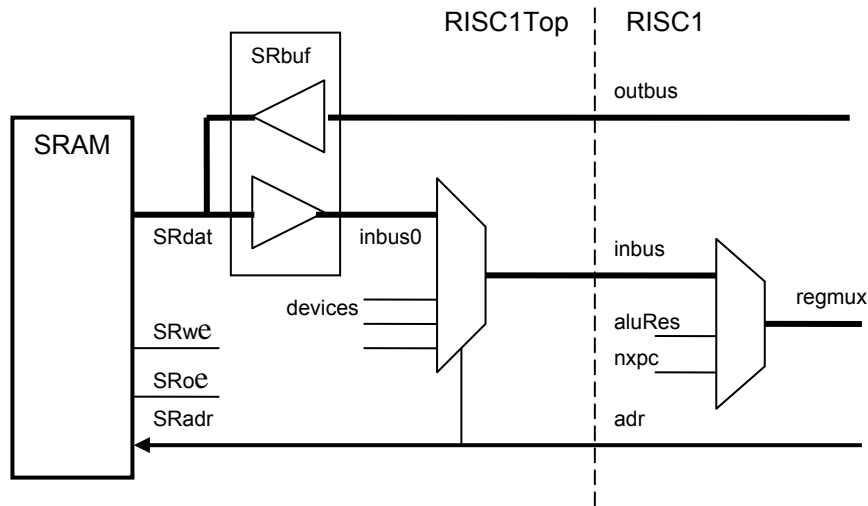 RISC1Top
RISC1
SRbuf
outbus
SRAM
SRdat
inbus0
inbus
regmux
devices
aluRes
SRwe
nxpc
SRoe
SRadr
adr